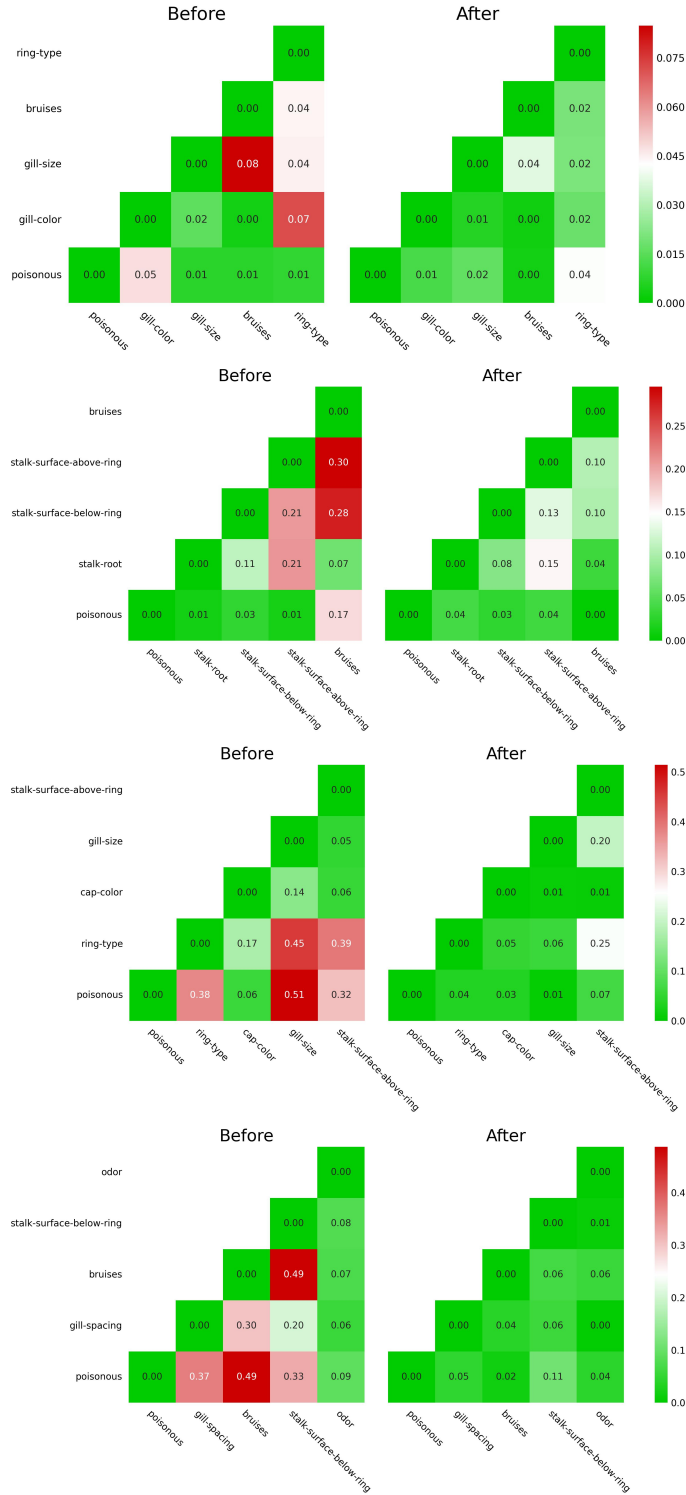 Before After
ring-type 0.00 0.00 0.075
bruises 0.00 0.04 0.00 0.02 0.060
gill-size 0.00 0.08 0.04 0.00 0.04 0.02 0.045
gill-color 0.00 0.02 0.00 0.07 0.00 0.01 0.00 0.02 0.030
0.015
poisonous 0.00 0.05 0.01 0.01 0.01 0.00 0.01 0.02 0.00 0.04 0.000
poisonous gill-color gill-size bruises ring-type poisonous gill-color gill-size bruises ring-type
Before After
bruises 0.00 0.00 0.25
stalk-surface-above-ring 0.00 0.30 0.00 0.10 0.20
stalk-surface-below-ring 0.00 0.21 0.28 0.00 0.13 0.10 0.15
0.10
stalk-root 0.00 0.11 0.21 0.07 0.00 0.08 0.15 0.04 0.05
poisonous 0.00 0.01 0.03 0.01 0.17 0.00 0.04 0.03 0.04 0.00 0.00
poisonous stalk-root stalk-surface-below-ring stalk-surface-above-ring bruises poisonous stalk-root stalk-surface-below-ring stalk-surface-above-ring bruises
Before After
stalk-surface-above-ring 0.00 0.00 0.5
gill-size 0.00 0.05 0.00 0.20 0.4
0.3
cap-color 0.00 0.14 0.06 0.00 0.01 0.01 0.2
ring-type 0.00 0.17 0.45 0.39 0.00 0.05 0.06 0.25 0.1
poisonous 0.00 0.38 0.06 0.51 0.32 0.00 0.04 0.03 0.01 0.07 0.0
poisonous ring-type cap-color gill-size stalk-surface-above-ring poisonous ring-type cap-color gill-size stalk-surface-above-ring
Before After
odor 0.00 0.00 0.4
stalk-surface-below-ring 0.00 0.08 0.00 0.01 0.3
bruises 0.00 0.49 0.07 0.00 0.06 0.06 0.2
gill-spacing 0.00 0.30 0.20 0.06 0.00 0.04 0.06 0.00 0.1
poisonous 0.00 0.37 0.49 0.33 0.09 0.00 0.05 0.02 0.11 0.04 0.0
poisonous gill-spacing bruises stalk-surface-below-ring odor poisonous gill-spacing bruises stalk-surface-below-ring odor